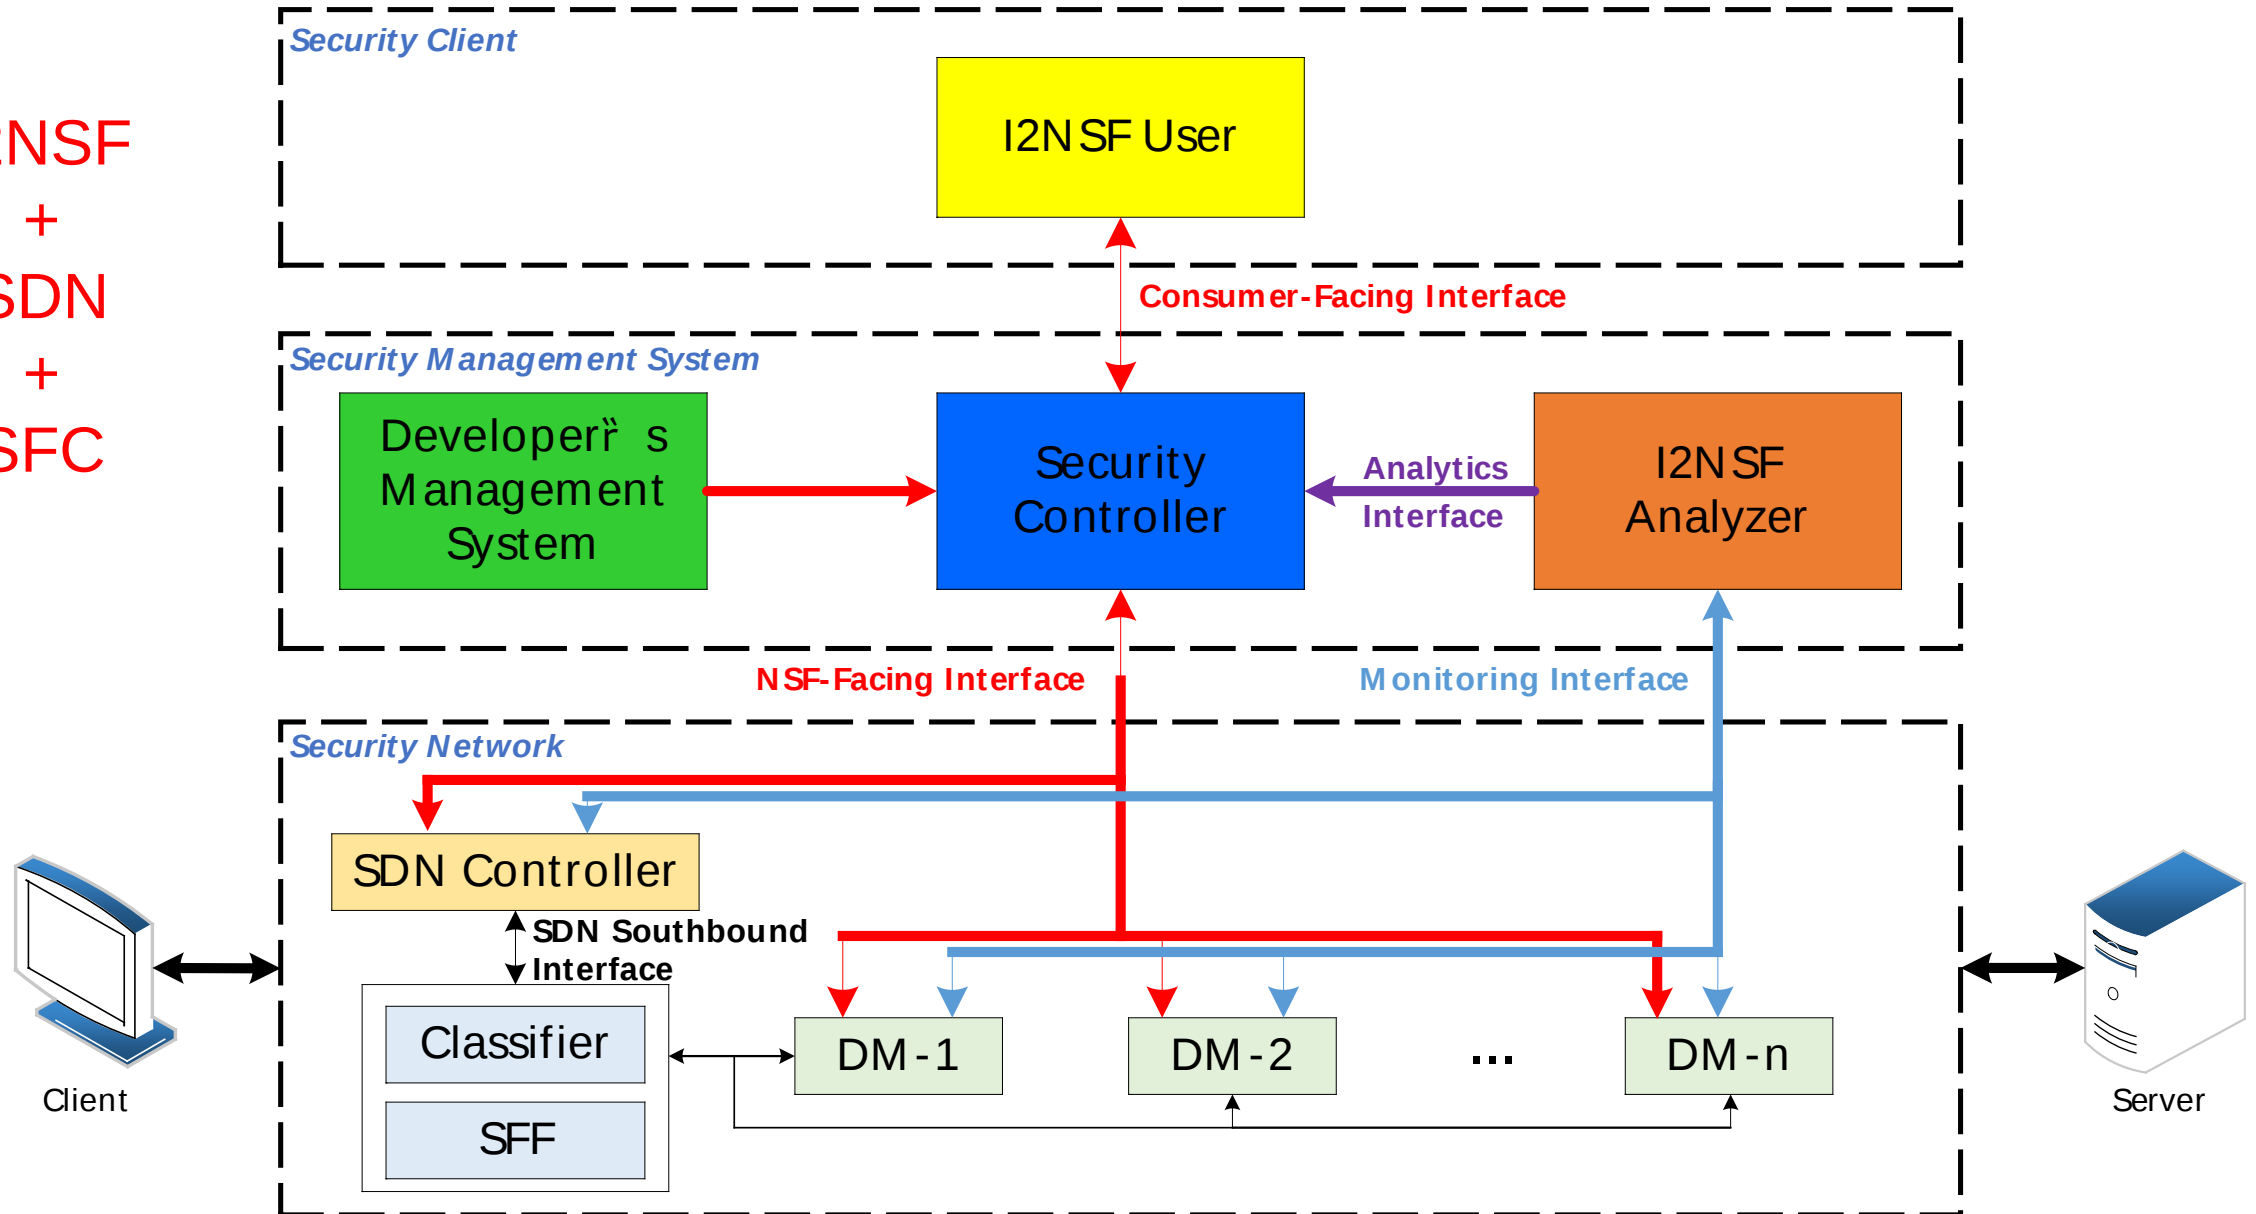 Security Client
I2NSF User
2NSF
+
SDN
+
SFC
Consumer-Facing Interface
Security Management System
Developerȑs
Management
System
Security
Controller
Analytics
Interface
I2NSF
Analyzer
NSF-Facing Interface
Monitoring Interface
Security Network
SDN Controller
SDN Southbound
Interface
Classifier
SFF
DM-1
DM-2
...
DM-n
Client
Server